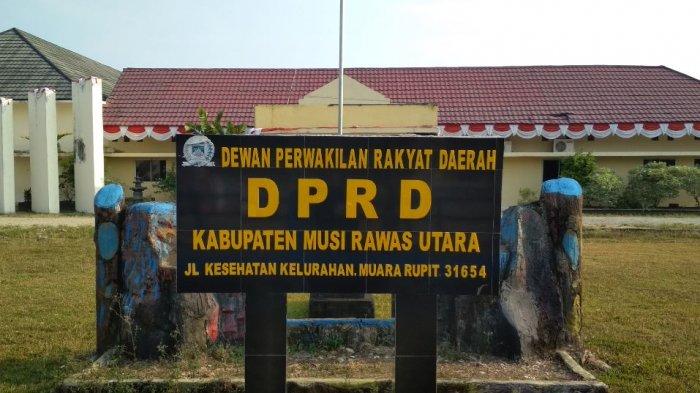 DEWAN PERWAKILAN RAKYAT DAERAH
DPRD
KABUPATEN MUSI RAWAS UTARA
JL KESEHATAN KELURAHAN. MUARA RUPIT 31654